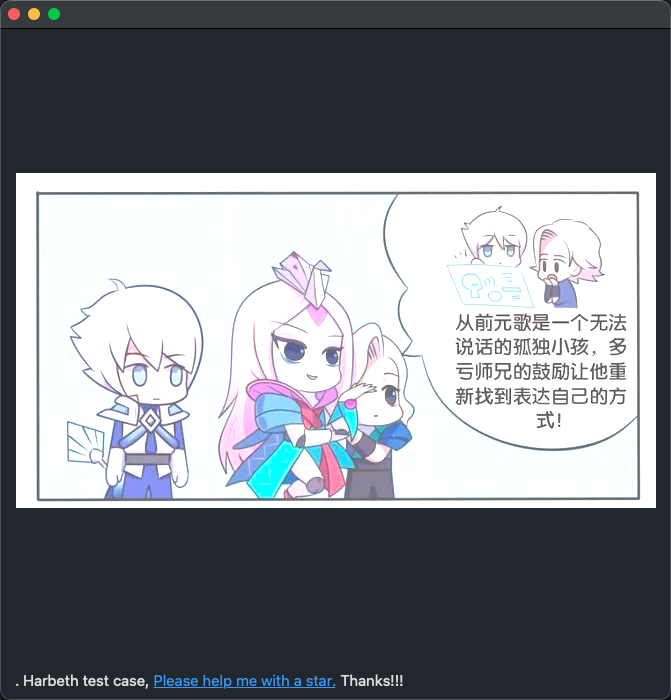 从前元歌是一个无法
说话的孤独小孩，多
亏师兄的鼓励让他重
新找到表达自己的方
式！
. Harbeth test case, Please help me with a star. Thanks!!!